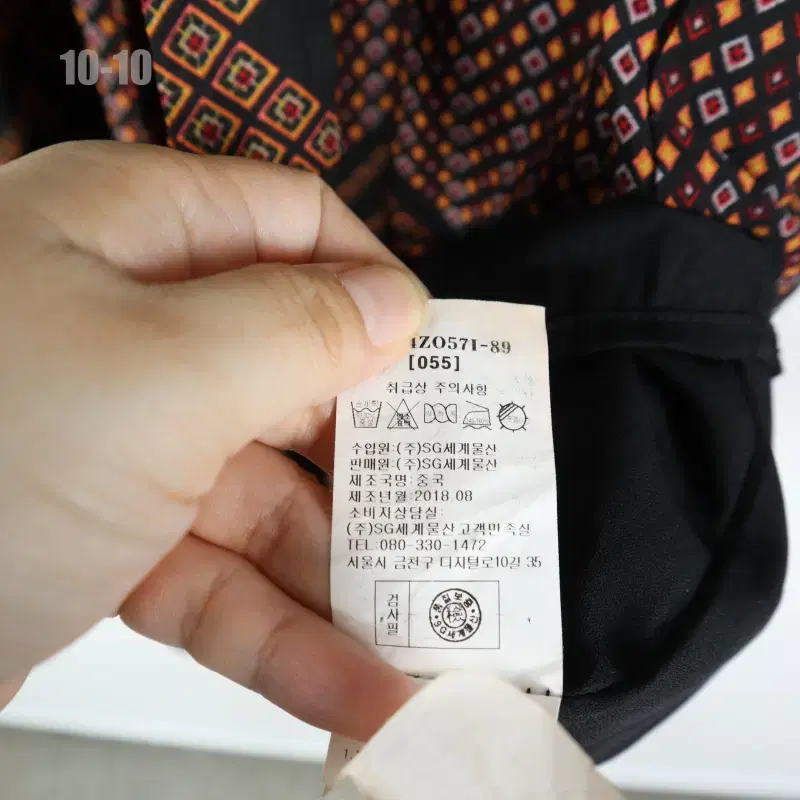 10-10
4ZO57I-89
[055]
취급상 주의사항
수입원:(주)SG세계물산
판매원:(주)SG세계물산
제조국명:중국
제조년월:2018.08
소비자상담실:
(주)SG세계물산고객만족실
TEL:080-330-1472
서울시 금천구 디지털로10길 35
검사필